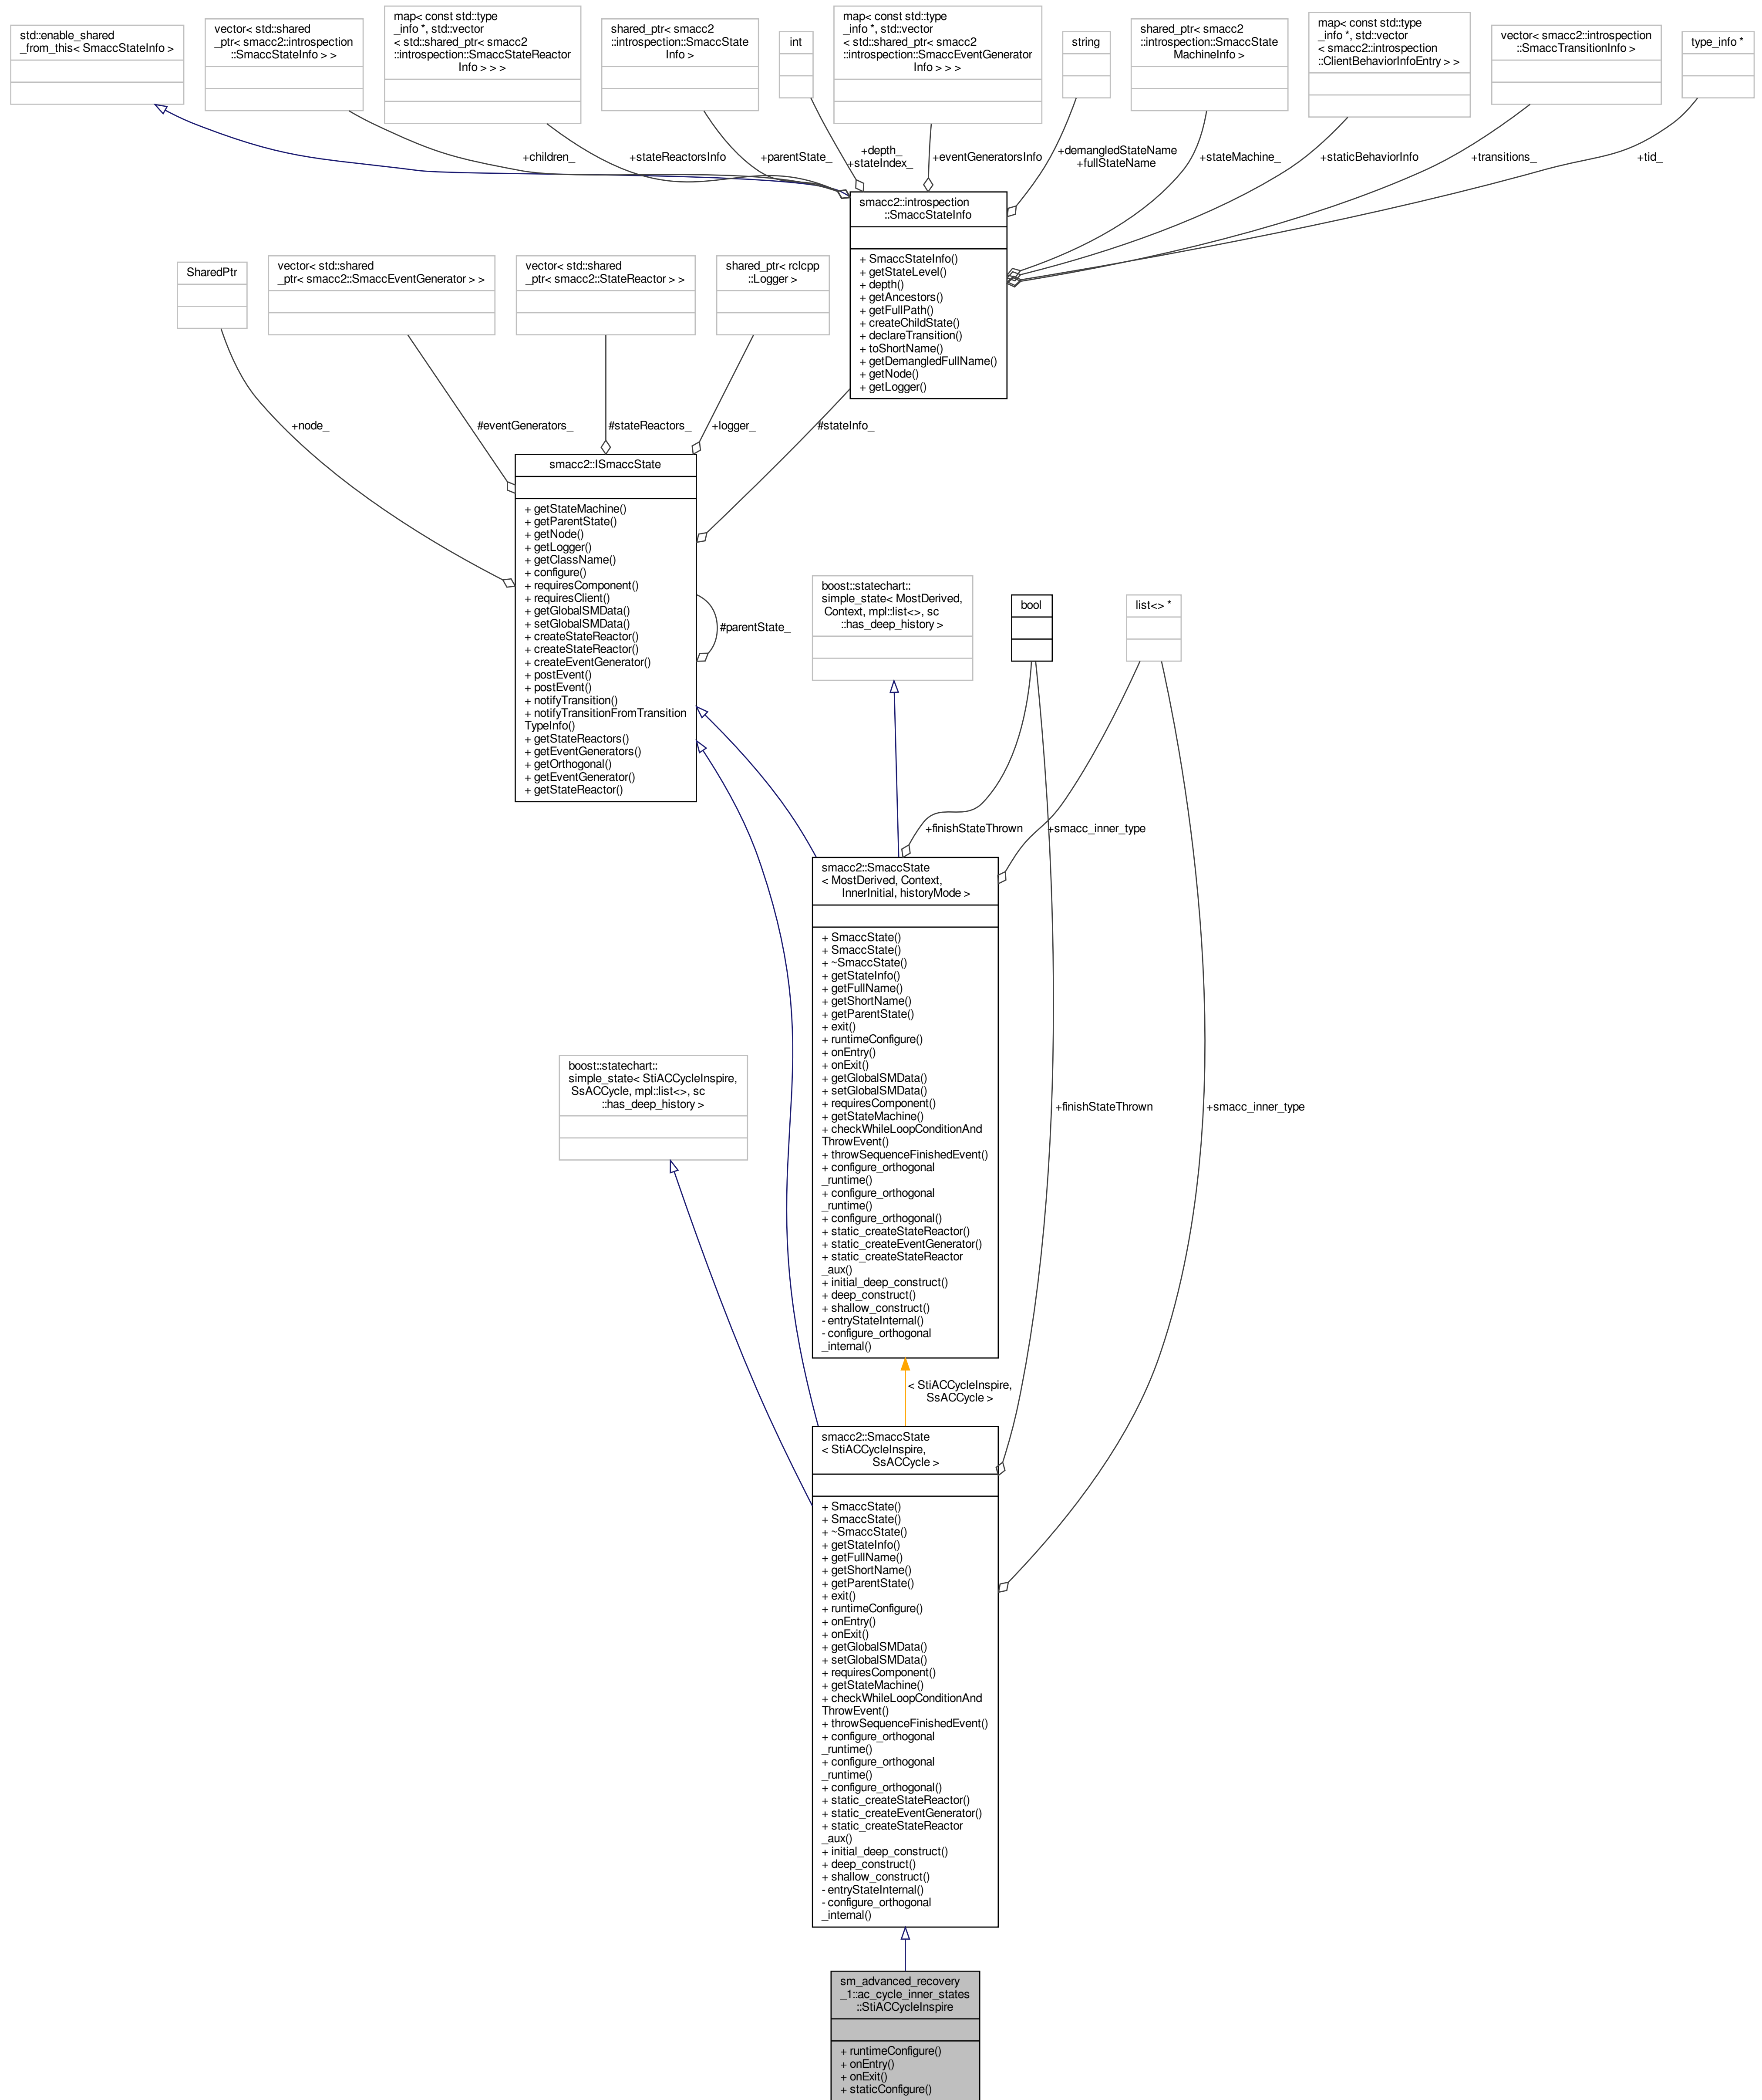 std::enable_shared
_from_this< SmaccStateInfo >
vector< std::shared
_ptr< smacc2::introspection
::SmaccStateInfo > >
map< const std::type
_info *, std::vector
< std::shared_ptr< smacc2
::introspection::SmaccStateReactor
Info > > >
shared_ptr< smacc2
::introspection::SmaccState
Info >
int
map< const std::type
_info *, std::vector
< std::shared_ptr< smacc2
::introspection::SmaccEventGenerator
Info > > >
string
shared_ptr< smacc2
::introspection::SmaccState
MachineInfo >
map< const std::type
_info *, std::vector
< smacc2::introspection
::ClientBehaviorInfoEntry > >
vector< smacc2::introspection
::SmaccTransitionInfo >
type_info *
+children_
+stateReactorsInfo
+parentState_
+depth_
+stateIndex_
+eventGeneratorsInfo
+demangledStateName
+fullStateName
+stateMachine_
+staticBehaviorInfo
+transitions_
+tid_
smacc2::introspection
::SmaccStateInfo
+ SmaccStateInfo()
+ getStateLevel()
+ depth()
+ getAncestors()
+ getFullPath()
+ createChildState()
+ declareTransition()
+ toShortName()
+ getDemangledFullName()
+ getNode()
+ getLogger()
SharedPtr
vector< std::shared
_ptr< smacc2::SmaccEventGenerator > >
vector< std::shared
_ptr< smacc2::StateReactor > >
shared_ptr< rclcpp
::Logger >
+node_
#eventGenerators_
#stateReactors_
+logger_
#stateInfo_
smacc2::ISmaccState
+ getStateMachine()
+ getParentState()
+ getNode()
+ getLogger()
+ getClassName()
+ configure()
+ requiresComponent()
+ requiresClient()
+ getGlobalSMData()
+ setGlobalSMData()
+ createStateReactor()
+ createStateReactor()
+ createEventGenerator()
+ postEvent()
+ postEvent()
+ notifyTransition()
+ notifyTransitionFromTransition
TypeInfo()
+ getStateReactors()
+ getEventGenerators()
+ getOrthogonal()
+ getEventGenerator()
+ getStateReactor()
#parentState_
boost::statechart::
simple_state< MostDerived,
Context, mpl::list<>, sc
::has_deep_history >
bool
list<> *
+finishStateThrown
+smacc_inner_type
smacc2::SmaccState
< MostDerived, Context,
InnerInitial, historyMode >
+ SmaccState()
+ SmaccState()
+ ~SmaccState()
+ getStateInfo()
+ getFullName()
+ getShortName()
+ getParentState()
+ exit()
+ runtimeConfigure()
+ onEntry()
+ onExit()
+ getGlobalSMData()
+ setGlobalSMData()
+ requiresComponent()
+ getStateMachine()
+ checkWhileLoopConditionAnd
ThrowEvent()
+ throwSequenceFinishedEvent()
+ configure_orthogonal
_runtime()
+ configure_orthogonal
_runtime()
+ configure_orthogonal()
+ static_createStateReactor()
+ static_createEventGenerator()
+ static_createStateReactor
_aux()
+ initial_deep_construct()
+ deep_construct()
+ shallow_construct()
- entryStateInternal()
- configure_orthogonal
_internal()
boost::statechart::
simple_state< StiACCycleInspire,
SsACCycle, mpl::list<>, sc
::has_deep_history >
+finishStateThrown
+smacc_inner_type
< StiACCycleInspire,
SsACCycle >
smacc2::SmaccState
< StiACCycleInspire,
SsACCycle >
+ SmaccState()
+ SmaccState()
+ ~SmaccState()
+ getStateInfo()
+ getFullName()
+ getShortName()
+ getParentState()
+ exit()
+ runtimeConfigure()
+ onEntry()
+ onExit()
+ getGlobalSMData()
+ setGlobalSMData()
+ requiresComponent()
+ getStateMachine()
+ checkWhileLoopConditionAnd
ThrowEvent()
+ throwSequenceFinishedEvent()
+ configure_orthogonal
_runtime()
+ configure_orthogonal
_runtime()
+ configure_orthogonal()
+ static_createStateReactor()
+ static_createEventGenerator()
+ static_createStateReactor
_aux()
+ initial_deep_construct()
+ deep_construct()
+ shallow_construct()
- entryStateInternal()
- configure_orthogonal
_internal()
sm_advanced_recovery
_1::ac_cycle_inner_states
::StiACCycleInspire
+ runtimeConfigure()
+ onEntry()
+ onExit()
+ staticConfigure()